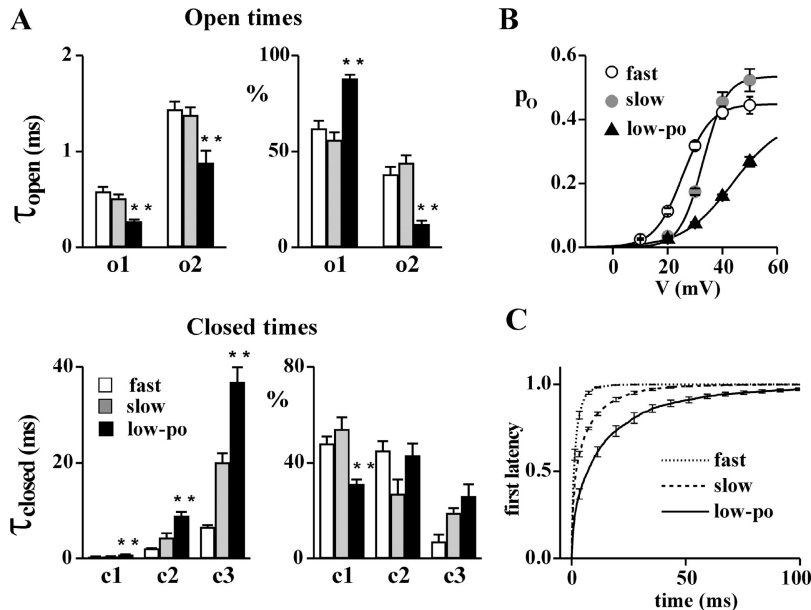 A
Open times
2
1
0
τopen (ms)
* *
* *
o1 o2
100
50
0
%
* *
* *
o1 o2
B
fast
slow
low-po
pO
0.6
0.4
0.2
0.0
0 20 40 60
V (mV)
Closed times
40
20
0
τclosed (ms)
fast
slow
low-po
* *
* *
* *
c1 c2 c3
80
40
0
%
* *
c1 c2 c3
C
1.0
0.5
0.0
first latency
fast
slow
low-po
0 50 100
time (ms)